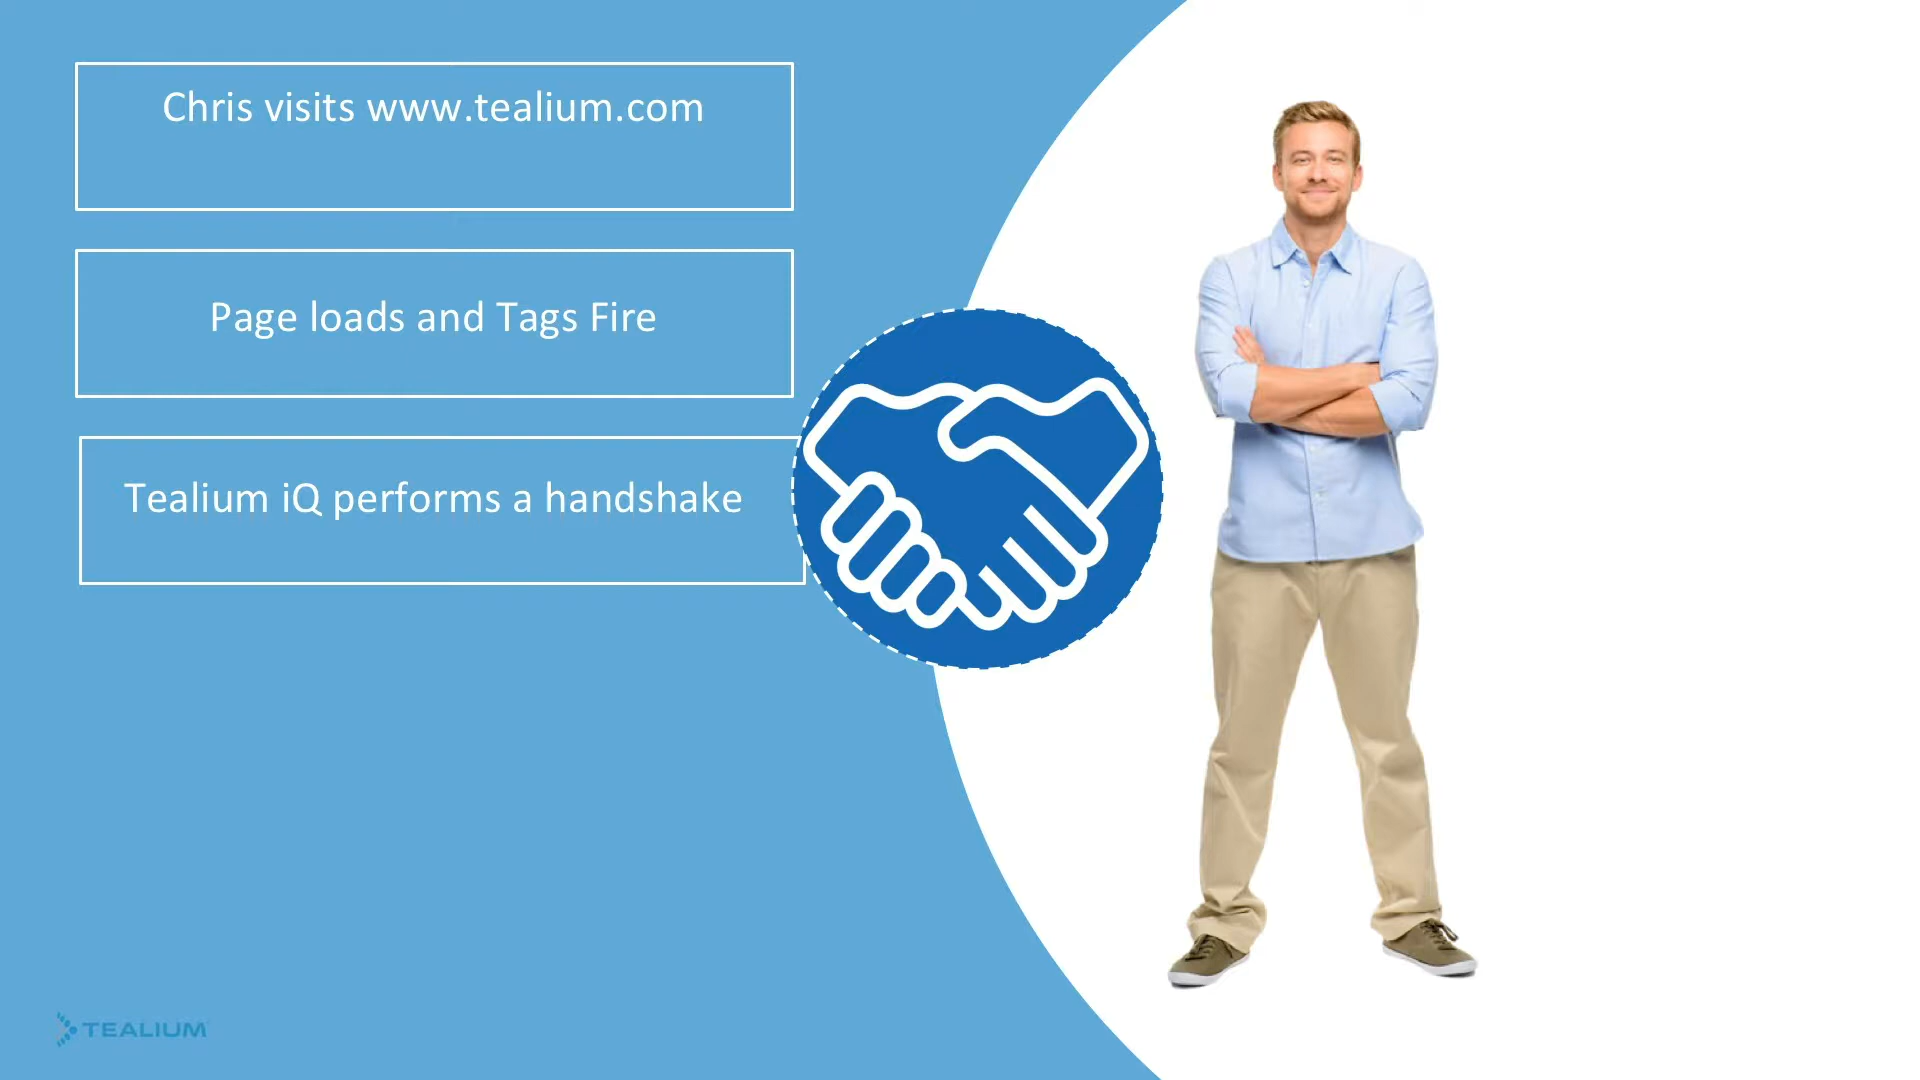 Chris visits www.tealium.com
Page loads and Tags Fire
Tealium iQ performs a handshake
TEALIUM